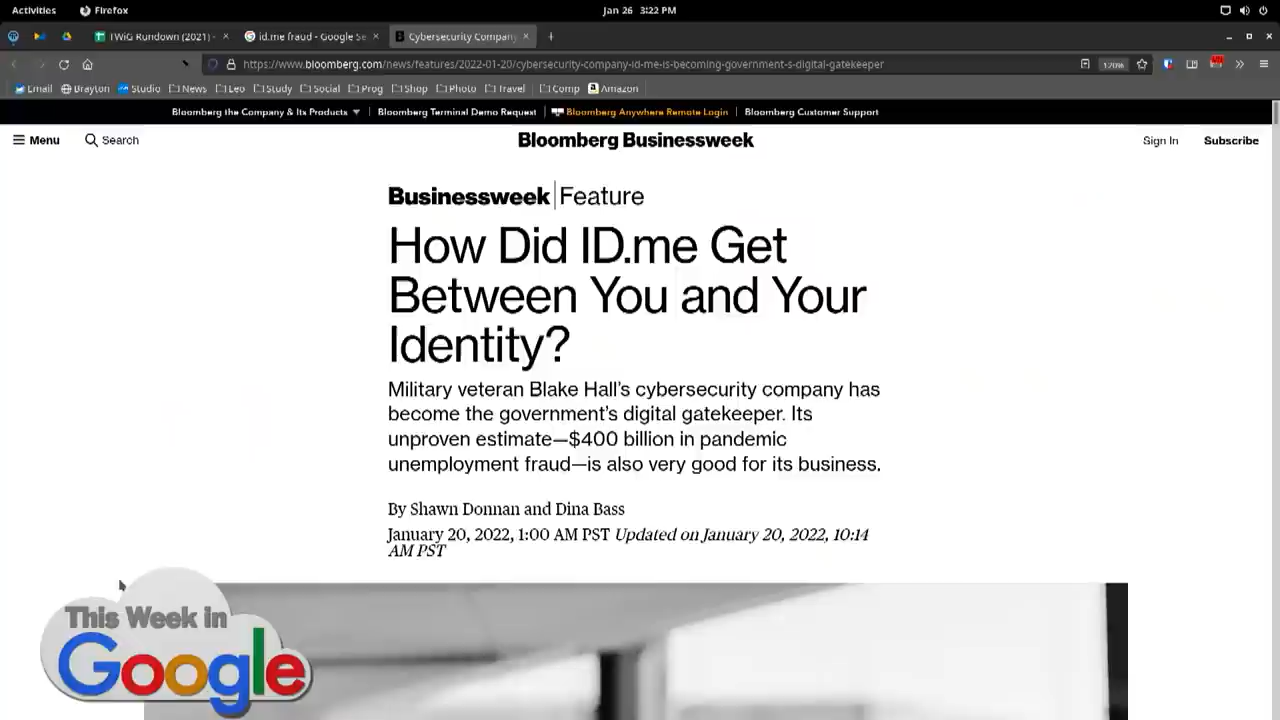 Activities Firefox Jan 26 3:22 PM
TWiG Rundown (2021) - id.me fraud - Google Se Cybersecurity Company
https://www.bloomberg.com/news/features/2022-01-20/cybersecurity-company-id-me-is-becoming-government-s-digital-gatekeeper 120%
Email Brayton Studio News Leo Study Social Prog Shop Photo Travel Comp Amazon
Bloomberg the Company & Its Products Bloomberg Terminal Demo Request Bloomberg Anywhere Remote Login Bloomberg Customer Support
Menu Search Bloomberg Businessweek Sign In Subscribe
Businessweek Feature
How Did ID.me Get
Between You and Your
Identity?
Military veteran Blake Hall's cybersecurity company has
become the government's digital gatekeeper. Its
unproven estimate—$400 billion in pandemic
unemployment fraud—is also very good for its business.
By Shawn Donnan and Dina Bass
January 20, 2022, 1:00 AM PST Updated on January 20, 2022, 10:14
AM PST
This Week in
Google